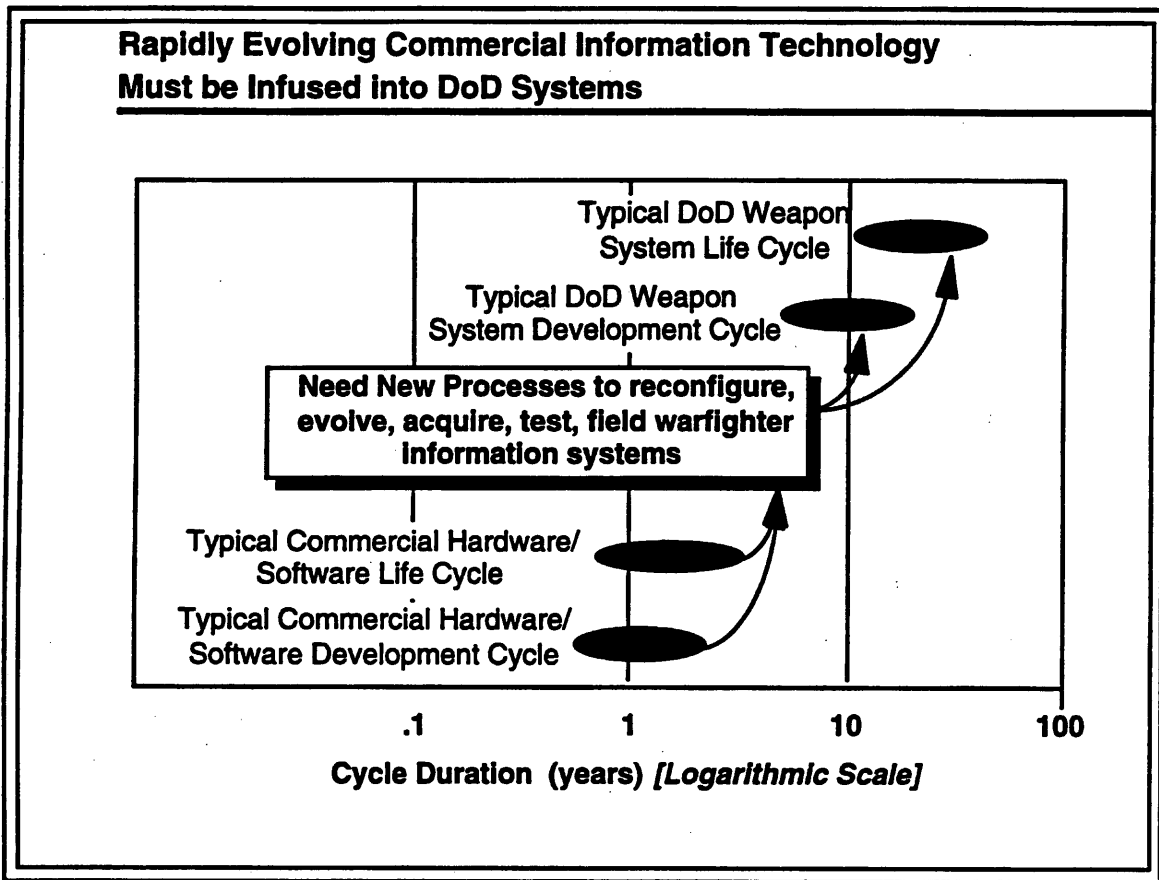 Rapidly Evolving Commercial Information Technology
Must be Infused into DoD Systems
Typical DoD Weapon
System Life Cycle
Typical DoD Weapon
System Development Cycle
Need New Processes to reconfigure,
evolve, acquire, test, field warfighter
information systems
Typical Commercial Hardware/
Software Life Cycle
Typical Commercial Hardware/
Software Development Cycle
.1 1 10 100
Cycle Duration (years) [Logarithmic Scale]